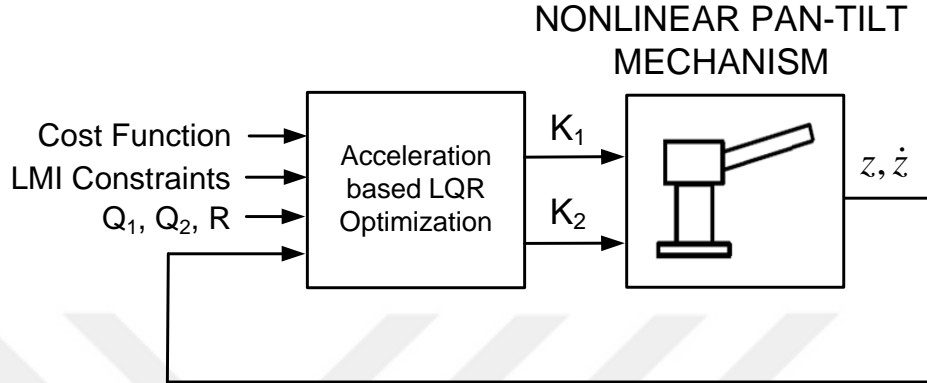 NONLINEAR PAN-TILT
MECHANISM
Cost Function
LMI Constraints
Q₁, Q₂, R
Acceleration
based LQR
Optimization
K₁
K₂
z, ż